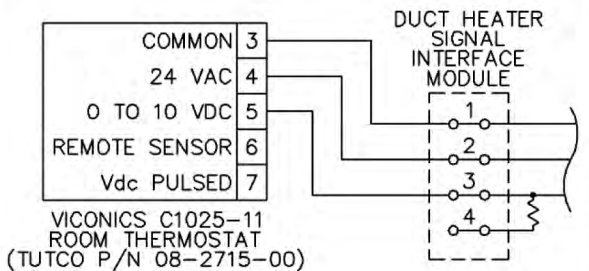 DUCT HEATER
SIGNAL
INTERFACE
MODULE
COMMON 3
24 VAC 4
0 TO 10 VDC 5
REMOTE SENSOR 6
Vdc PULSED 7
1
2
3
4
VICONICS C1025-11
ROOM THERMOSTAT
(TUTCO P/N 08-2715-00)